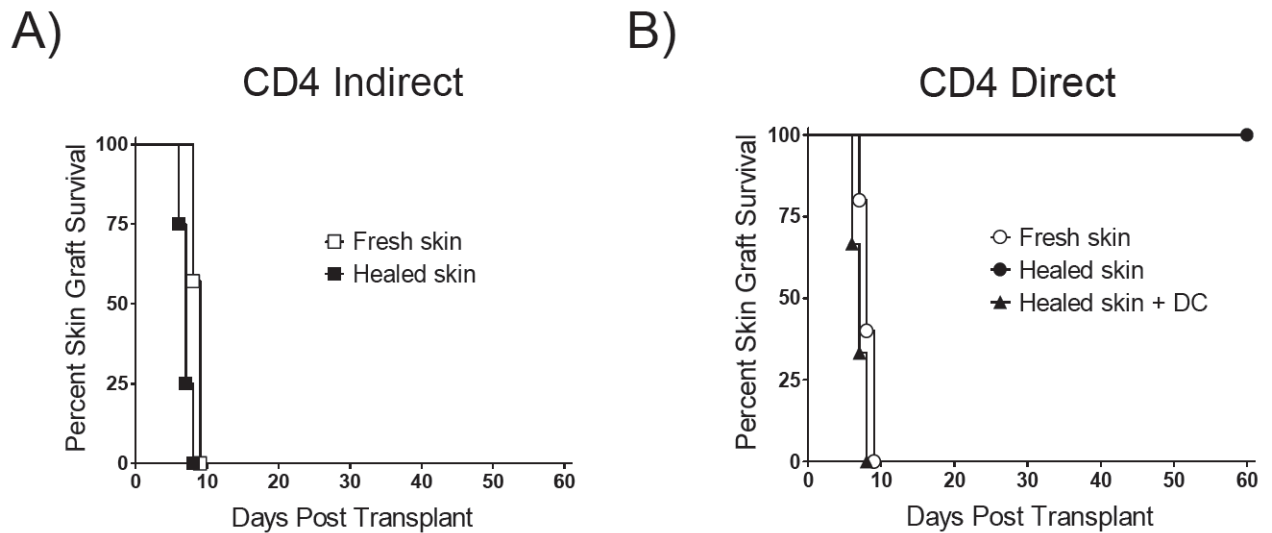 A)
CD4 Indirect
Percent Skin Graft Survival
100
75
50
25
0
0 10 20 30 40 50 60
Days Post Transplant
Fresh skin
Healed skin
B)
CD4 Direct
Percent Skin Graft Survival
100
75
50
25
0
0 10 20 30 40 50 60
Days Post Transplant
Fresh skin
Healed skin
Healed skin + DC